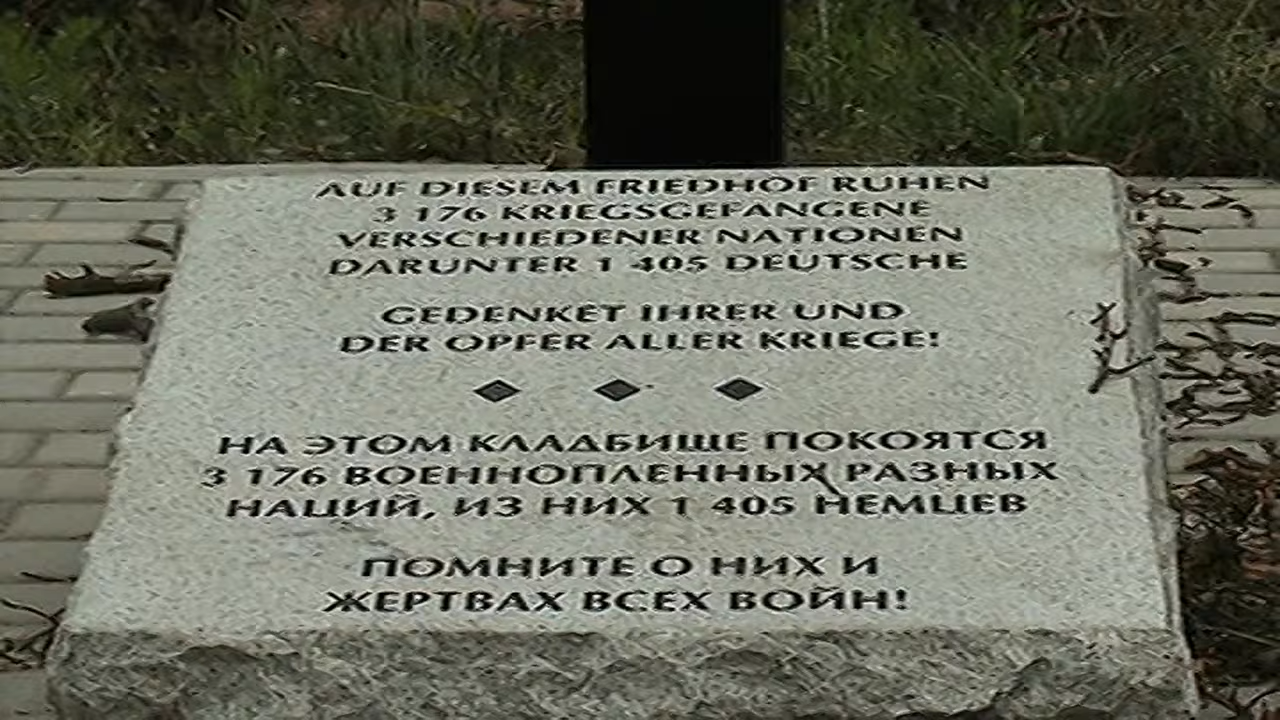 AUF DIESEM FRIEDHOF RUHEN
3 176 KRIEGSGEFANGENE
VERSCHIEDENER NATIONEN
DARUNTER 1 405 DEUTSCHE
GEDENKET IHRER UND
DER OPFER ALLER KRIEGE!
НА ЭТОМ КЛАДБИЩЕ ПОКОЯТСЯ
3 176 ВОЕННОПЛЕННЫХ РАЗНЫХ
НАЦИЙ, ИЗ НИХ 1 405 НЕМЦЕВ
ПОМНИТЕ О НИХ И
ЖЕРТВАХ ВСЕХ ВОЙН!